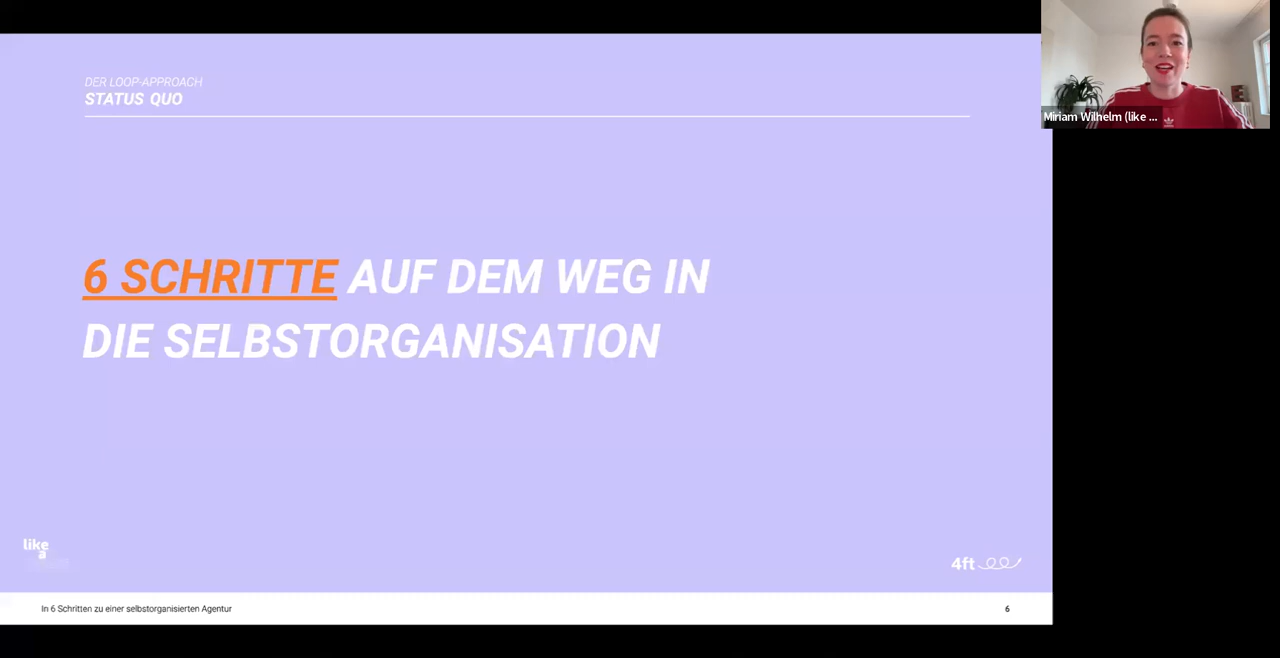 DER LOOP-APPROACH
STATUS QUO
Miriam Wilhelm (like ...
6 SCHRITTE AUF DEM WEG IN
DIE SELBSTORGANISATION
like
a
4ft
In 6 Schritten zu einer selbstorganisierten Agentur
6